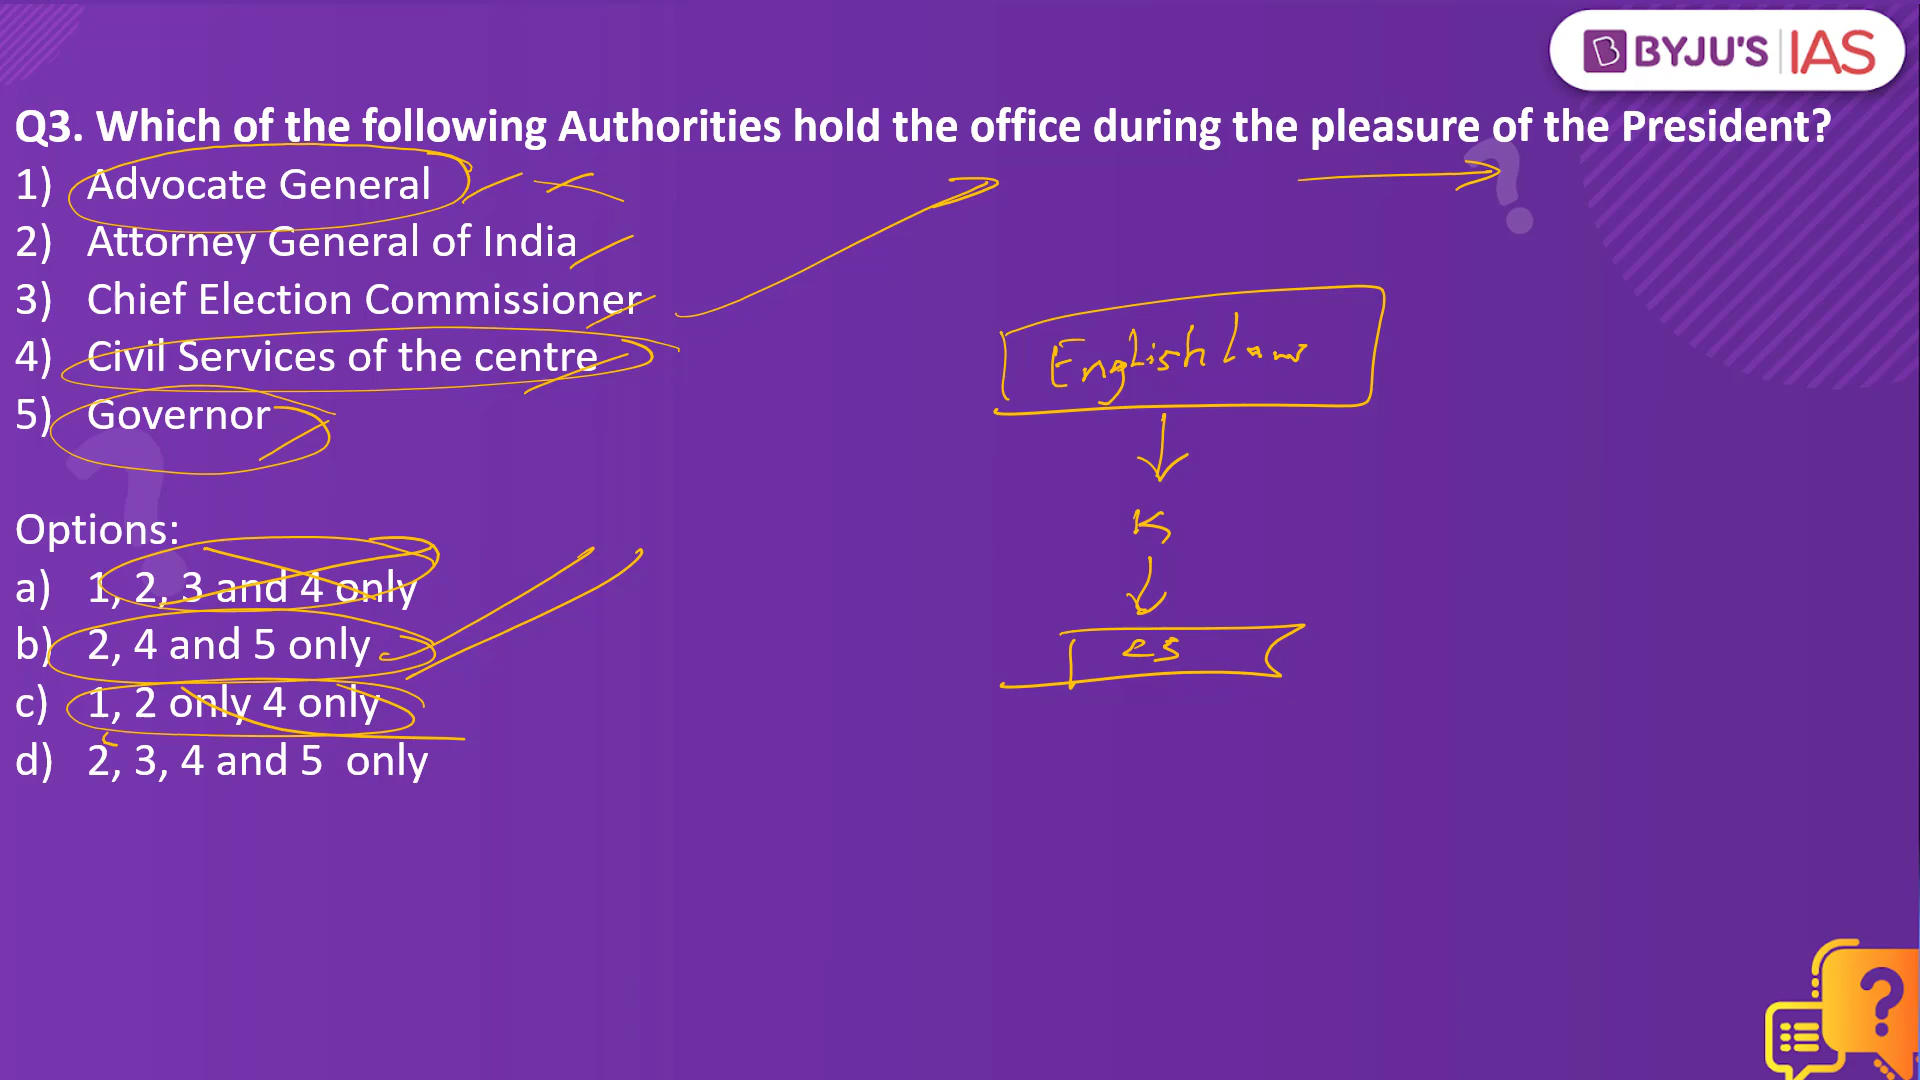 BYJU'S IAS
Q3. Which of the following Authorities hold the office during the pleasure of the President?
1) Advocate General
2) Attorney General of India
3) Chief Election Commissioner
4) Civil Services of the centre
5) Governor
English law
K
Options:
a) 1, 2, 3 and 4 only
b) 2, 4 and 5 only
c) 1, 2 only 4 only
d) 2, 3, 4 and 5 only